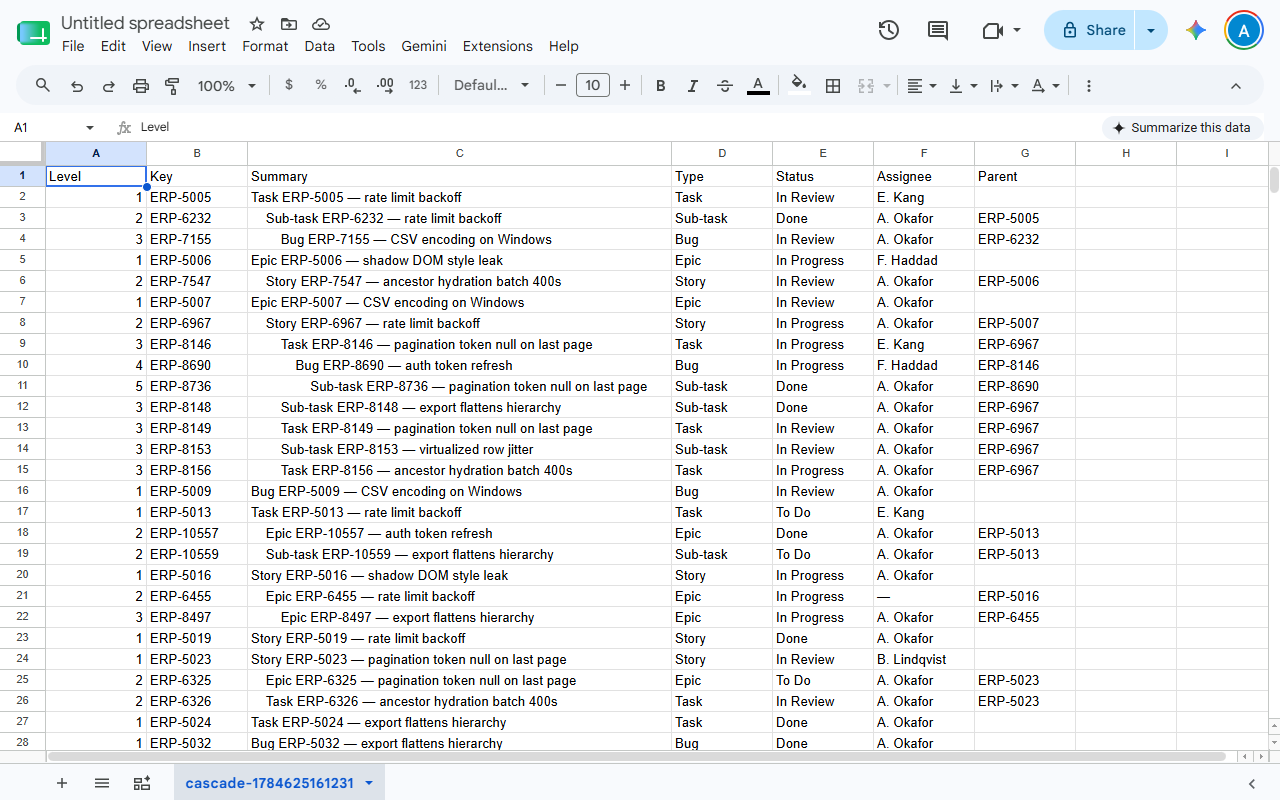 Untitled spreadsheet
File Edit View Insert Format Data Tools Gemini Extensions Help
Share
A
100% $ % .0 .00 123 Defaul... 10 B I S A A
A1 fx Level Summarize this data
A B C D E F G H I
1 Level Key Summary Type Status Assignee Parent
2 1 ERP-5005 Task ERP-5005 — rate limit backoff Task In Review E. Kang
3 2 ERP-6232 Sub-task ERP-6232 — rate limit backoff Sub-task Done A. Okafor ERP-5005
4 3 ERP-7155 Bug ERP-7155 — CSV encoding on Windows Bug In Review A. Okafor ERP-6232
5 1 ERP-5006 Epic ERP-5006 — shadow DOM style leak Epic In Progress F. Haddad
6 2 ERP-7547 Story ERP-7547 — ancestor hydration batch 400s Story In Review A. Okafor ERP-5006
7 1 ERP-5007 Epic ERP-5007 — CSV encoding on Windows Epic In Review A. Okafor
8 2 ERP-6967 Story ERP-6967 — rate limit backoff Story In Progress A. Okafor ERP-5007
9 3 ERP-8146 Task ERP-8146 — pagination token null on last page Task In Progress E. Kang ERP-6967
10 4 ERP-8690 Bug ERP-8690 — auth token refresh Bug In Progress F. Haddad ERP-8146
11 5 ERP-8736 Sub-task ERP-8736 — pagination token null on last page Sub-task Done A. Okafor ERP-8690
12 3 ERP-8148 Sub-task ERP-8148 — export flattens hierarchy Sub-task Done A. Okafor ERP-6967
13 3 ERP-8149 Task ERP-8149 — pagination token null on last page Task In Review A. Okafor ERP-6967
14 3 ERP-8153 Sub-task ERP-8153 — virtualized row jitter Sub-task In Review A. Okafor ERP-6967
15 3 ERP-8156 Task ERP-8156 — ancestor hydration batch 400s Task In Progress A. Okafor ERP-6967
16 1 ERP-5009 Bug ERP-5009 — CSV encoding on Windows Bug In Review A. Okafor
17 1 ERP-5013 Task ERP-5013 — rate limit backoff Task To Do E. Kang
18 2 ERP-10557 Epic ERP-10557 — auth token refresh Epic Done A. Okafor ERP-5013
19 2 ERP-10559 Sub-task ERP-10559 — export flattens hierarchy Sub-task To Do A. Okafor ERP-5013
20 1 ERP-5016 Story ERP-5016 — shadow DOM style leak Story In Progress A. Okafor
21 2 ERP-6455 Epic ERP-6455 — rate limit backoff Epic In Progress — ERP-5016
22 3 ERP-8497 Epic ERP-8497 — export flattens hierarchy Epic In Progress A. Okafor ERP-6455
23 1 ERP-5019 Story ERP-5019 — rate limit backoff Story Done A. Okafor
24 1 ERP-5023 Story ERP-5023 — pagination token null on last page Story In Review B. Lindqvist
25 2 ERP-6325 Epic ERP-6325 — pagination token null on last page Epic To Do A. Okafor ERP-5023
26 2 ERP-6326 Task ERP-6326 — ancestor hydration batch 400s Task In Review A. Okafor ERP-5023
27 1 ERP-5024 Task ERP-5024 — export flattens hierarchy Task Done A. Okafor
28 1 ERP-5032 Bug ERP-5032 — export flattens hierarchy Bug Done A. Okafor
cascade-1784625161231